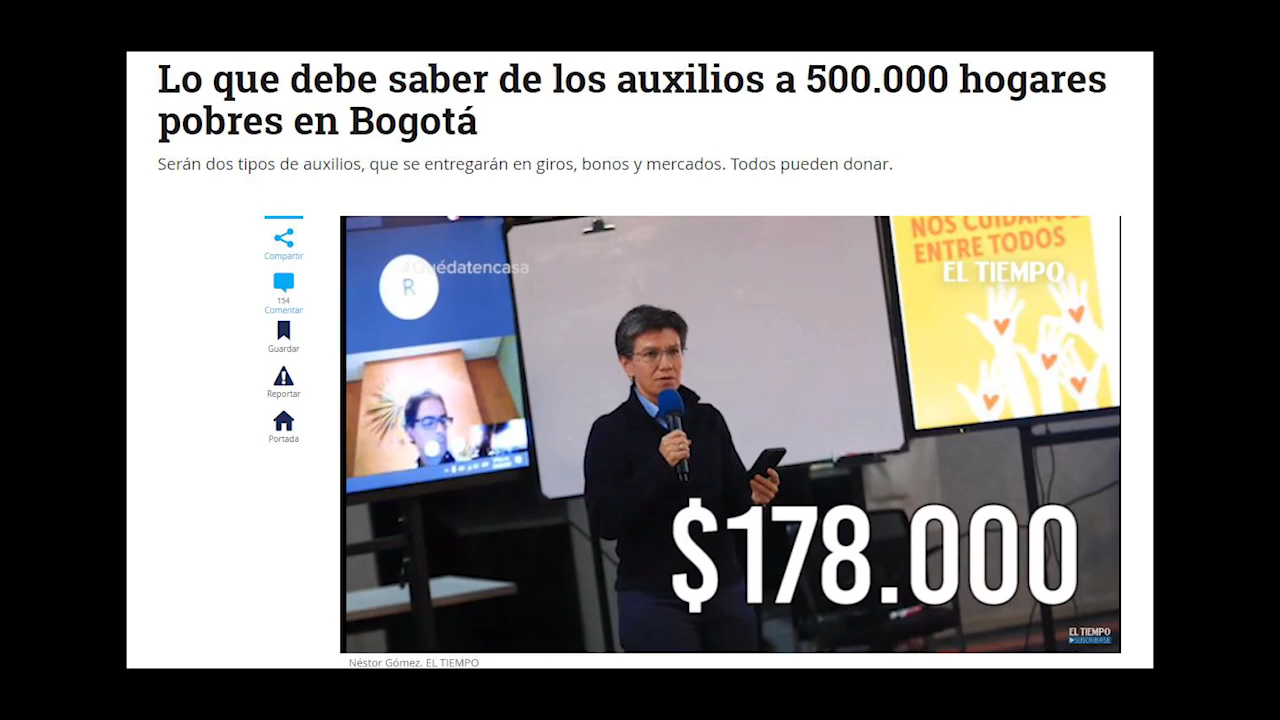 Lo que debe saber de los auxilios a 500.000 hogares
pobres en Bogotá
Serán dos tipos de auxilios, que se entregarán en giros, bonos y mercados. Todos pueden donar.
Compartir
154
Comentar
Guardar
Reportar
Portada
#Quédatencasa
R
NOS CUIDAMOS
ENTRE TODOS
EL TIEMPO
$178.000
EL TIEMPO
SUSCRIBIRSE
Néstor Gómez. EL TIEMPO